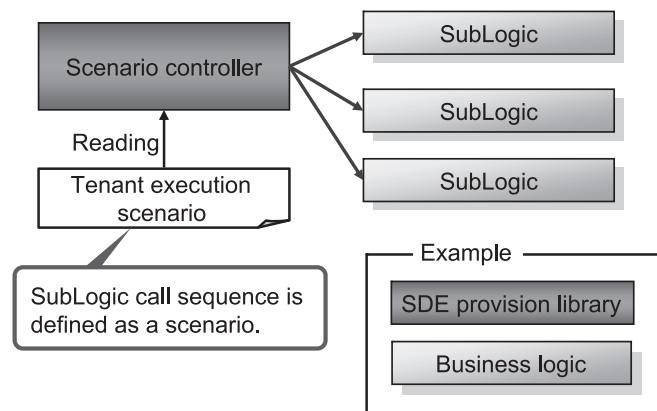 Scenario controller
SubLogic
SubLogic
SubLogic
Reading
Tenant execution
scenario
SubLogic call sequence is
defined as a scenario.
Example
SDE provision library
Business logic